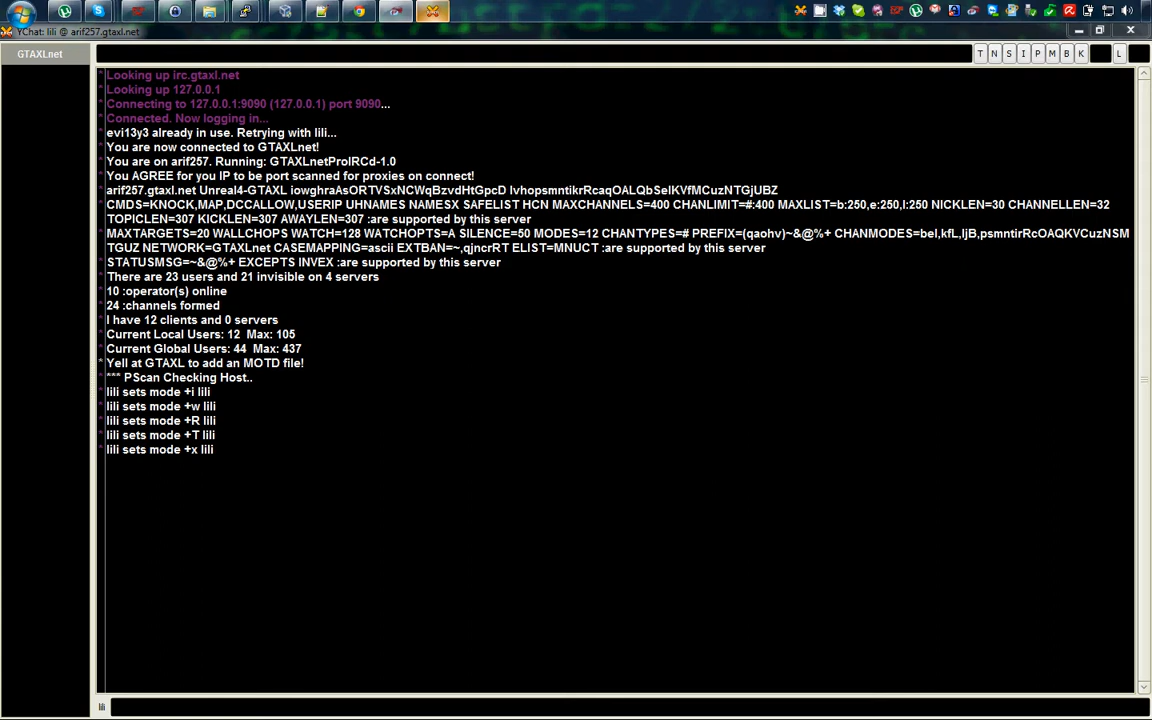 YChat: lili @ arif257.gtaxl.net
GTAXLnet
T N S I P M B K L
* Looking up irc.gtaxl.net
* Looking up 127.0.0.1
* Connecting to 127.0.0.1:9090 (127.0.0.1) port 9090...
* Connected. Now logging in...
* evi13y3 already in use. Retrying with lili...
* You are now connected to GTAXLnet!
* You are on arif257. Running: GTAXLnetProIRCd-1.0
* You AGREE for you IP to be port scanned for proxies on connect!
* arif257.gtaxl.net Unreal4-GTAXL iowghraAsORTVSxNCWqBzvdHtGpcD lvhopsmntikrRcaqOALQbSeIKVfMCuzNTGjUBZ
* CMDS=KNOCK,MAP,DCCALLOW,USERIP UHNAMES NAMESX SAFELIST HCN MAXCHANNELS=400 CHANLIMIT=#:400 MAXLIST=b:250,e:250,I:250 NICKLEN=30 CHANNELLEN=32
TOPICLEN=307 KICKLEN=307 AWAYLEN=307 :are supported by this server
* MAXTARGETS=20 WALLCHOPS WATCH=128 WATCHOPTS=A SILENCE=50 MODES=12 CHANTYPES=# PREFIX=(qaohv)~&@%+ CHANMODES=beI,kfL,ljB,psmntirRcOAQKVCuzNSM
TGUZ NETWORK=GTAXLnet CASEMAPPING=ascii EXTBAN=~,qjncrRT ELIST=MNUCT :are supported by this server
* STATUSMSG=~&@%+ EXCEPTS INVEX :are supported by this server
* There are 23 users and 21 invisible on 4 servers
* 10 :operator(s) online
* 24 :channels formed
* I have 12 clients and 0 servers
* Current Local Users: 12 Max: 105
* Current Global Users: 44 Max: 437
* Yell at GTAXL to add an MOTD file!
* *** PScan Checking Host..
* lili sets mode +i lili
* lili sets mode +w lili
* lili sets mode +R lili
* lili sets mode +T lili
* lili sets mode +x lili
lili